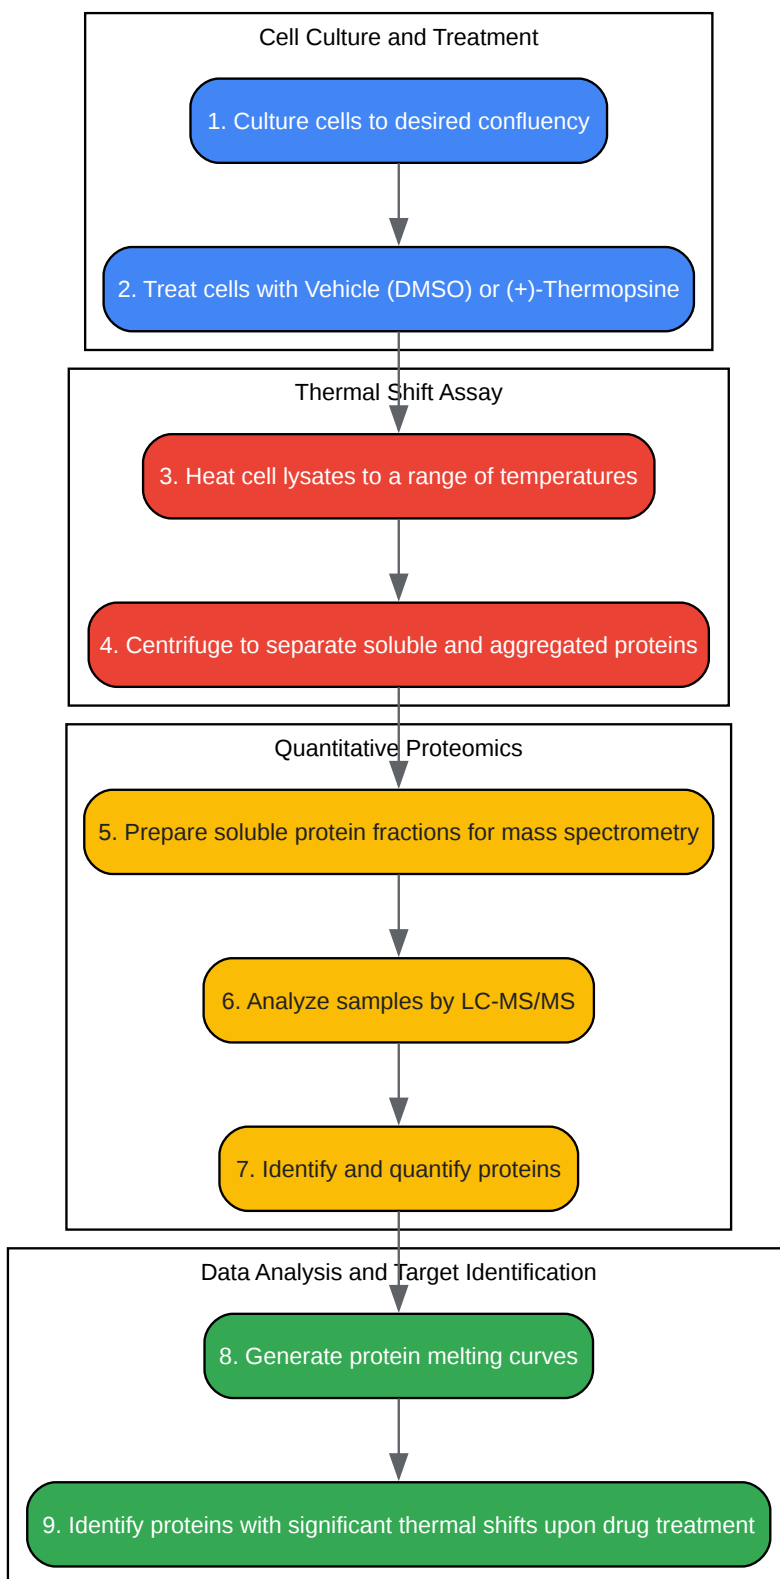 Cell Culture and Treatment
1. Culture cells to desired confluency
2. Treat cells with Vehicle (DMSO) or (+)-Thermopsine
Thermal Shift Assay
3. Heat cell lysates to a range of temperatures
4. Centrifuge to separate soluble and aggregated proteins
Quantitative Proteomics
5. Prepare soluble protein fractions for mass spectrometry
6. Analyze samples by LC-MS/MS
7. Identify and quantify proteins
Data Analysis and Target Identification
8. Generate protein melting curves
9. Identify proteins with significant thermal shifts upon drug treatment